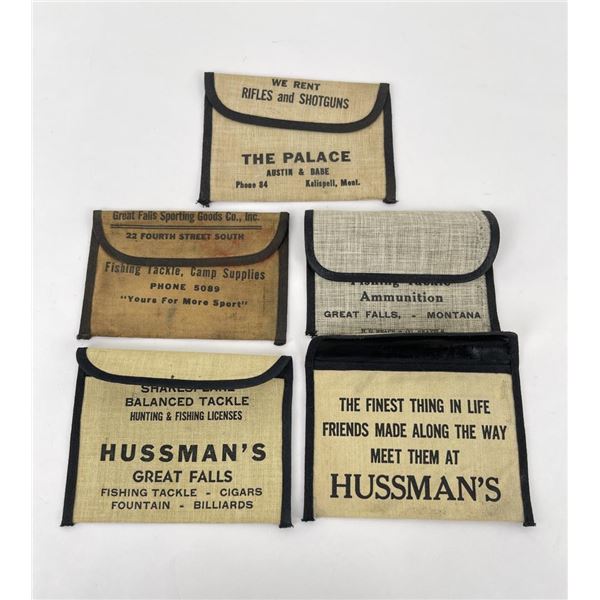 WE RENT
RIFLES and SHOTGUNS
THE PALACE
AUSTIN & BABE
Phone 84 Kalispell, Mont.
Great Falls Sporting Goods Co., Inc.
22 FOURTH STREET SOUTH
Fishing Tackle, Camp Supplies
PHONE 5089
"Yours For More Sport"
Fishing Tackle
Ammunition
GREAT FALLS, - MONTANA
SHAKESPEARE
BALANCED TACKLE
HUNTING & FISHING LICENSES
HUSSMAN'S
GREAT FALLS
FISHING TACKLE - CIGARS
FOUNTAIN - BILLIARDS
THE FINEST THING IN LIFE
FRIENDS MADE ALONG THE WAY
MEET THEM AT
HUSSMAN'S